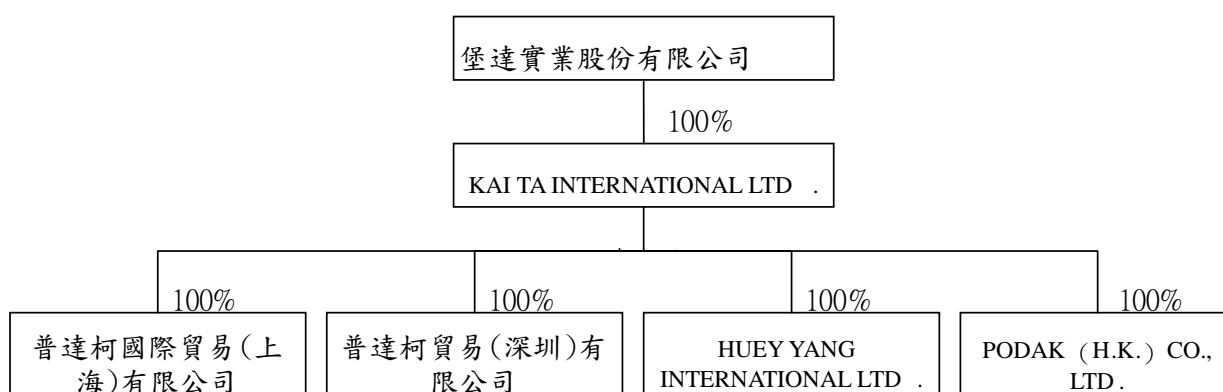 堡達實業股份有限公司
100%
KAI TA INTERNATIONAL LTD .
100%
100%
100%
100%
普達柯國際貿易(上
海)有限公司
普達柯貿易(深圳)有
限公司
HUEY YANG
INTERNATIONAL LTD .
PODAK (H.K.) CO.,
LTD.